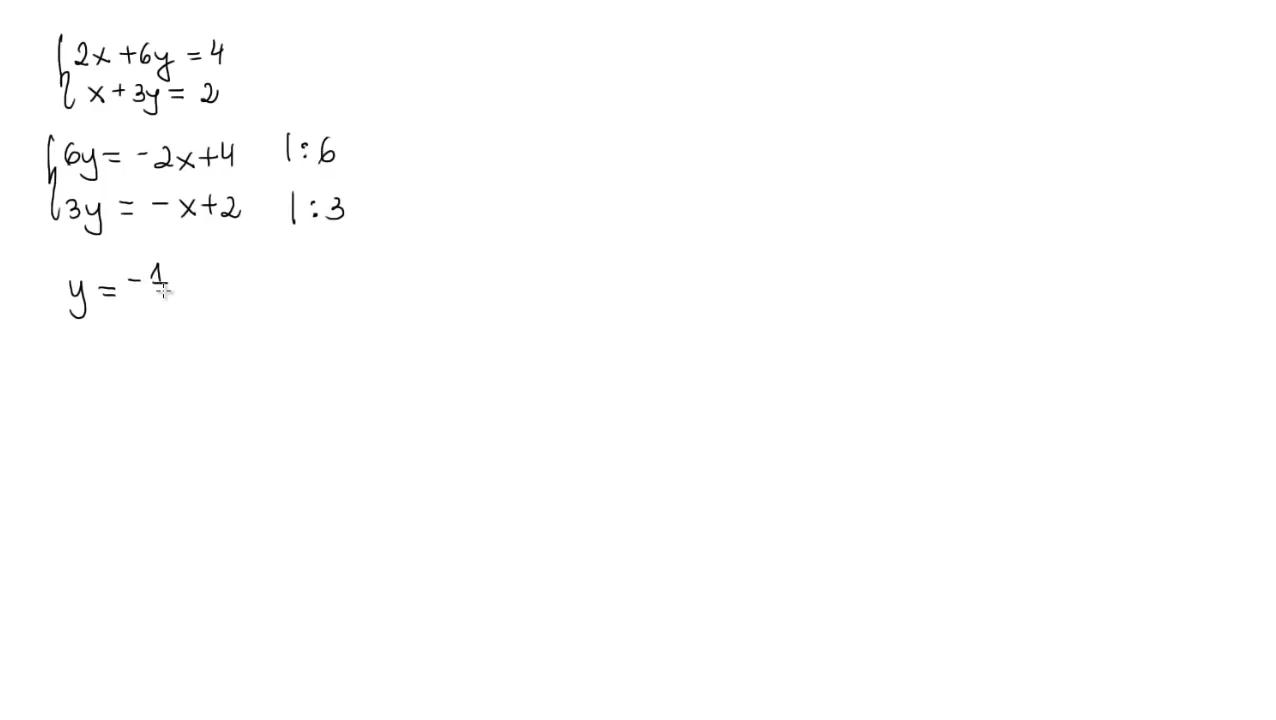 2x + 6y = 4
x + 3y = 2
6y = -2x + 4 | : 6
3y = -x + 2 | : 3
y = - 1